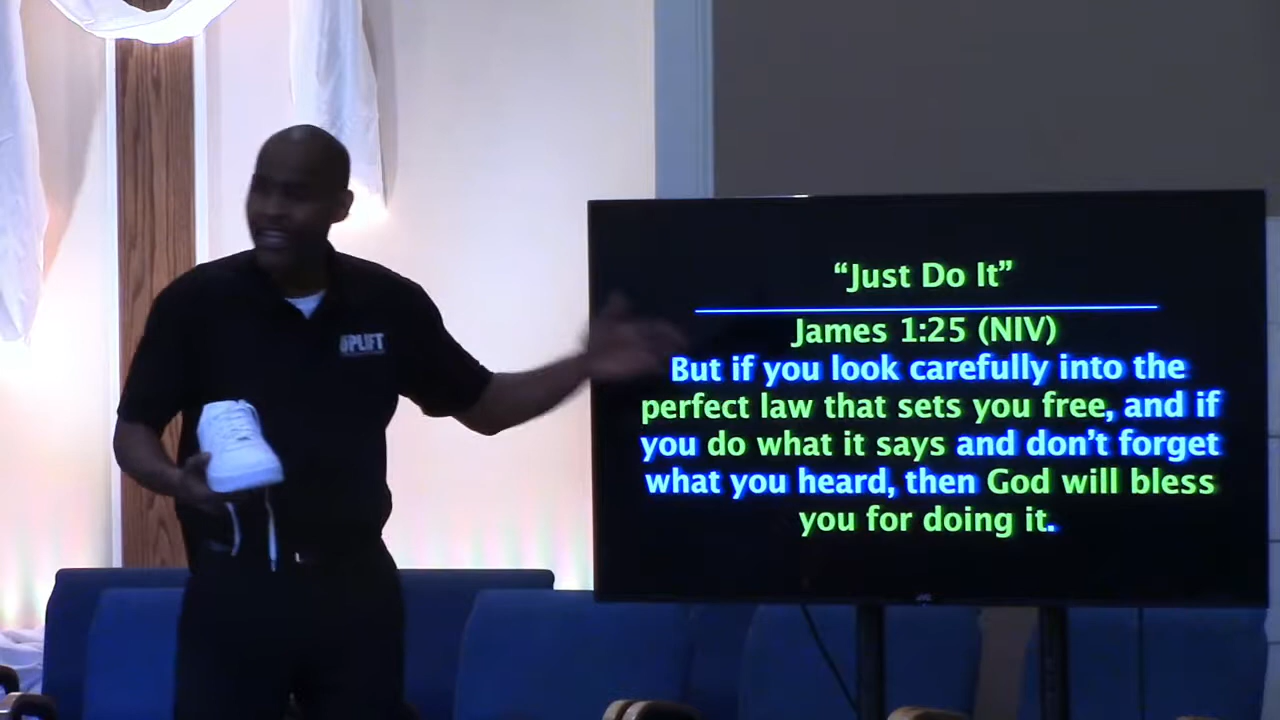 UPLIFT
“Just Do It”
James 1:25 (NIV)
But if you look carefully into the
perfect law that sets you free, and if
you do what it says and don’t forget
what you heard, then God will bless
you for doing it.
JVC